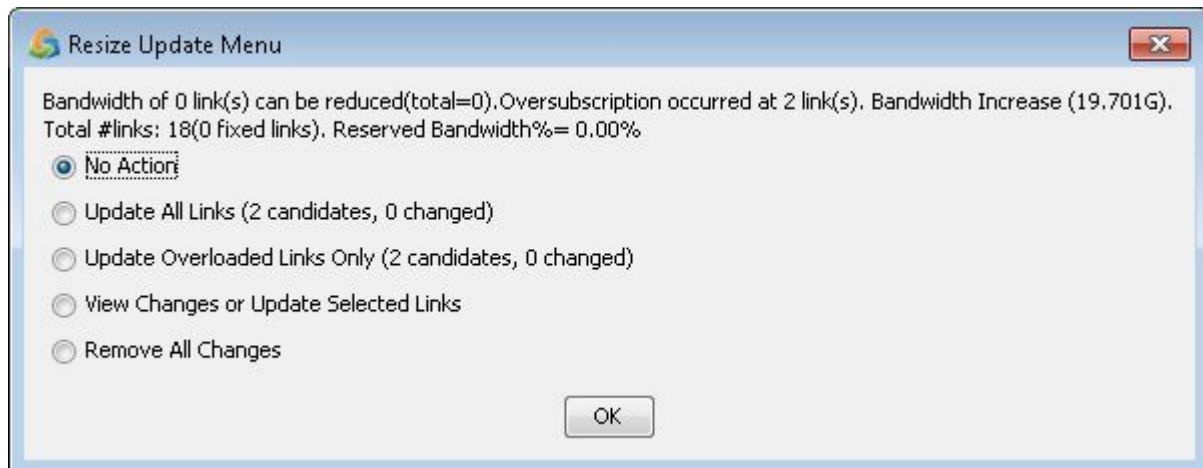 Resize Update Menu
Bandwidth of 0 link(s) can be reduced(total=0).Oversubscription occurred at 2 link(s). Bandwidth Increase (19.701G).
Total #links: 18(0 fixed links). Reserved Bandwidth%= 0.00%
No Action
Update All Links (2 candidates, 0 changed)
Update Overloaded Links Only (2 candidates, 0 changed)
View Changes or Update Selected Links
Remove All Changes
OK